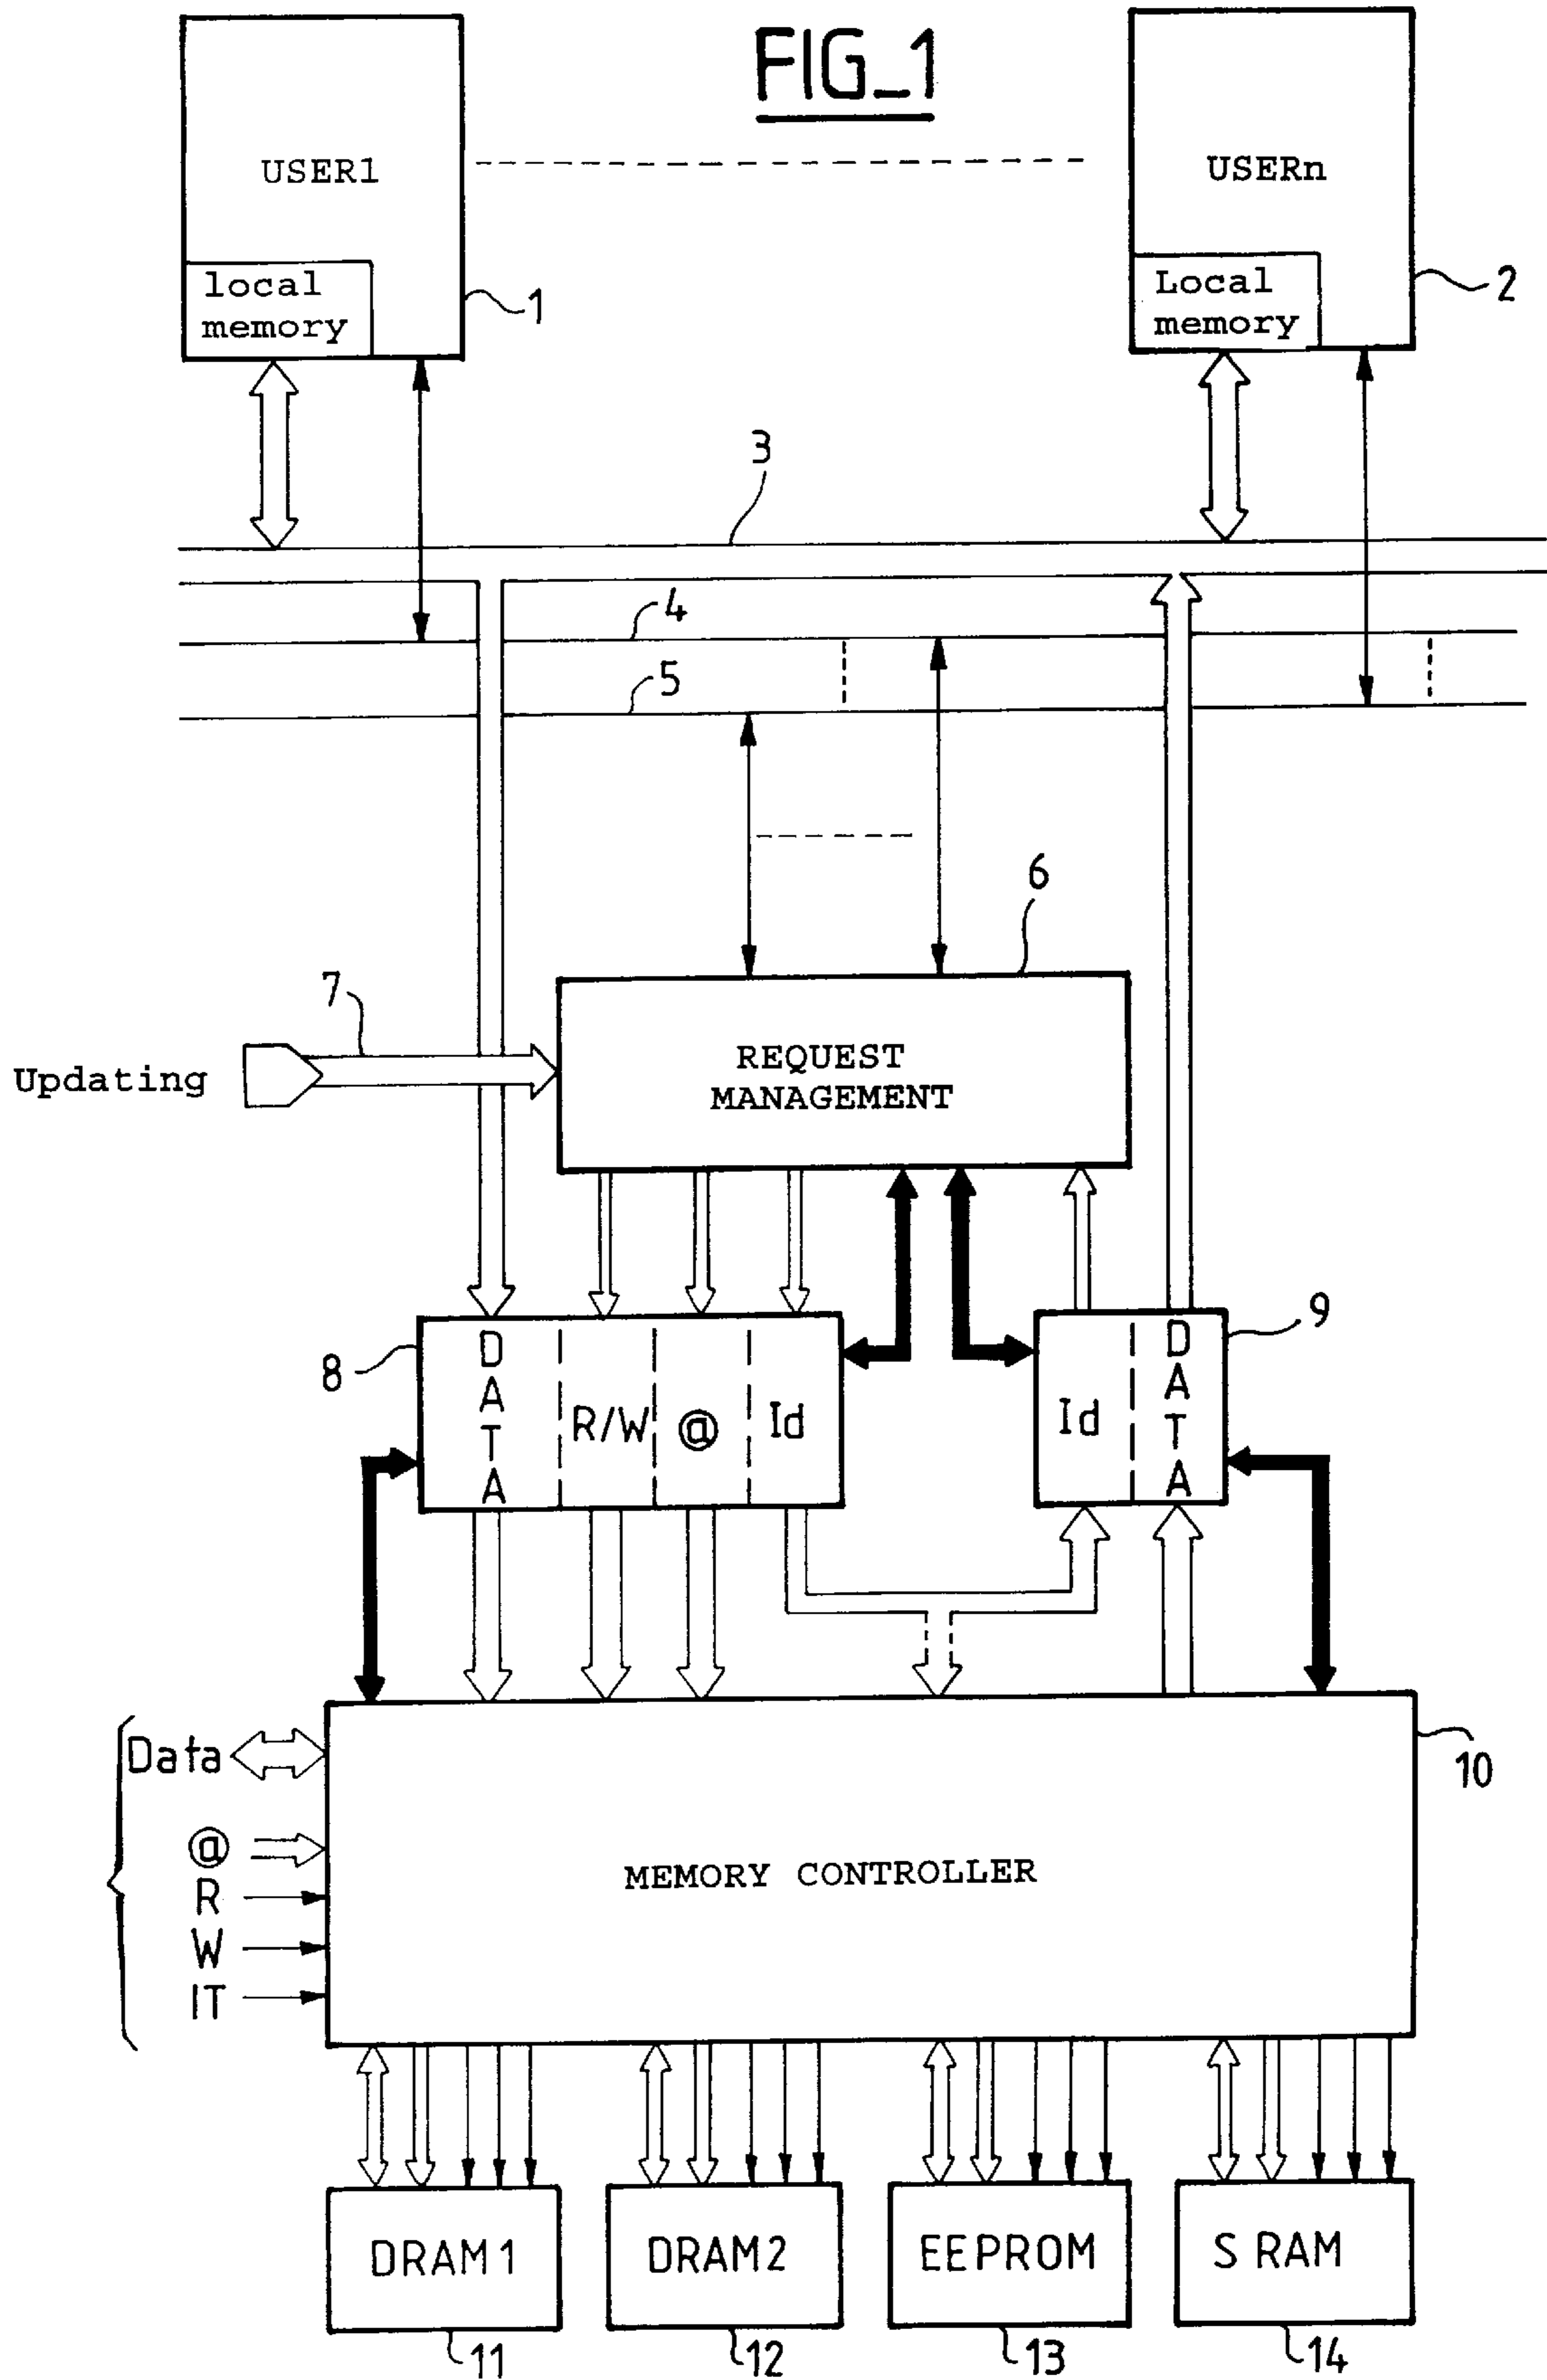 FIG_1
USER1
USERn
local
memory
1
Local
memory
2
3
4
5
6
7
Updating
REQUEST
MANAGEMENT
8
DATA
R/W
@
Id
Id
DATA
9
Data
@
R
W
IT
MEMORY CONTROLLER
10
DRAM1
DRAM2
EEPROM
SRAM
11
12
13
14